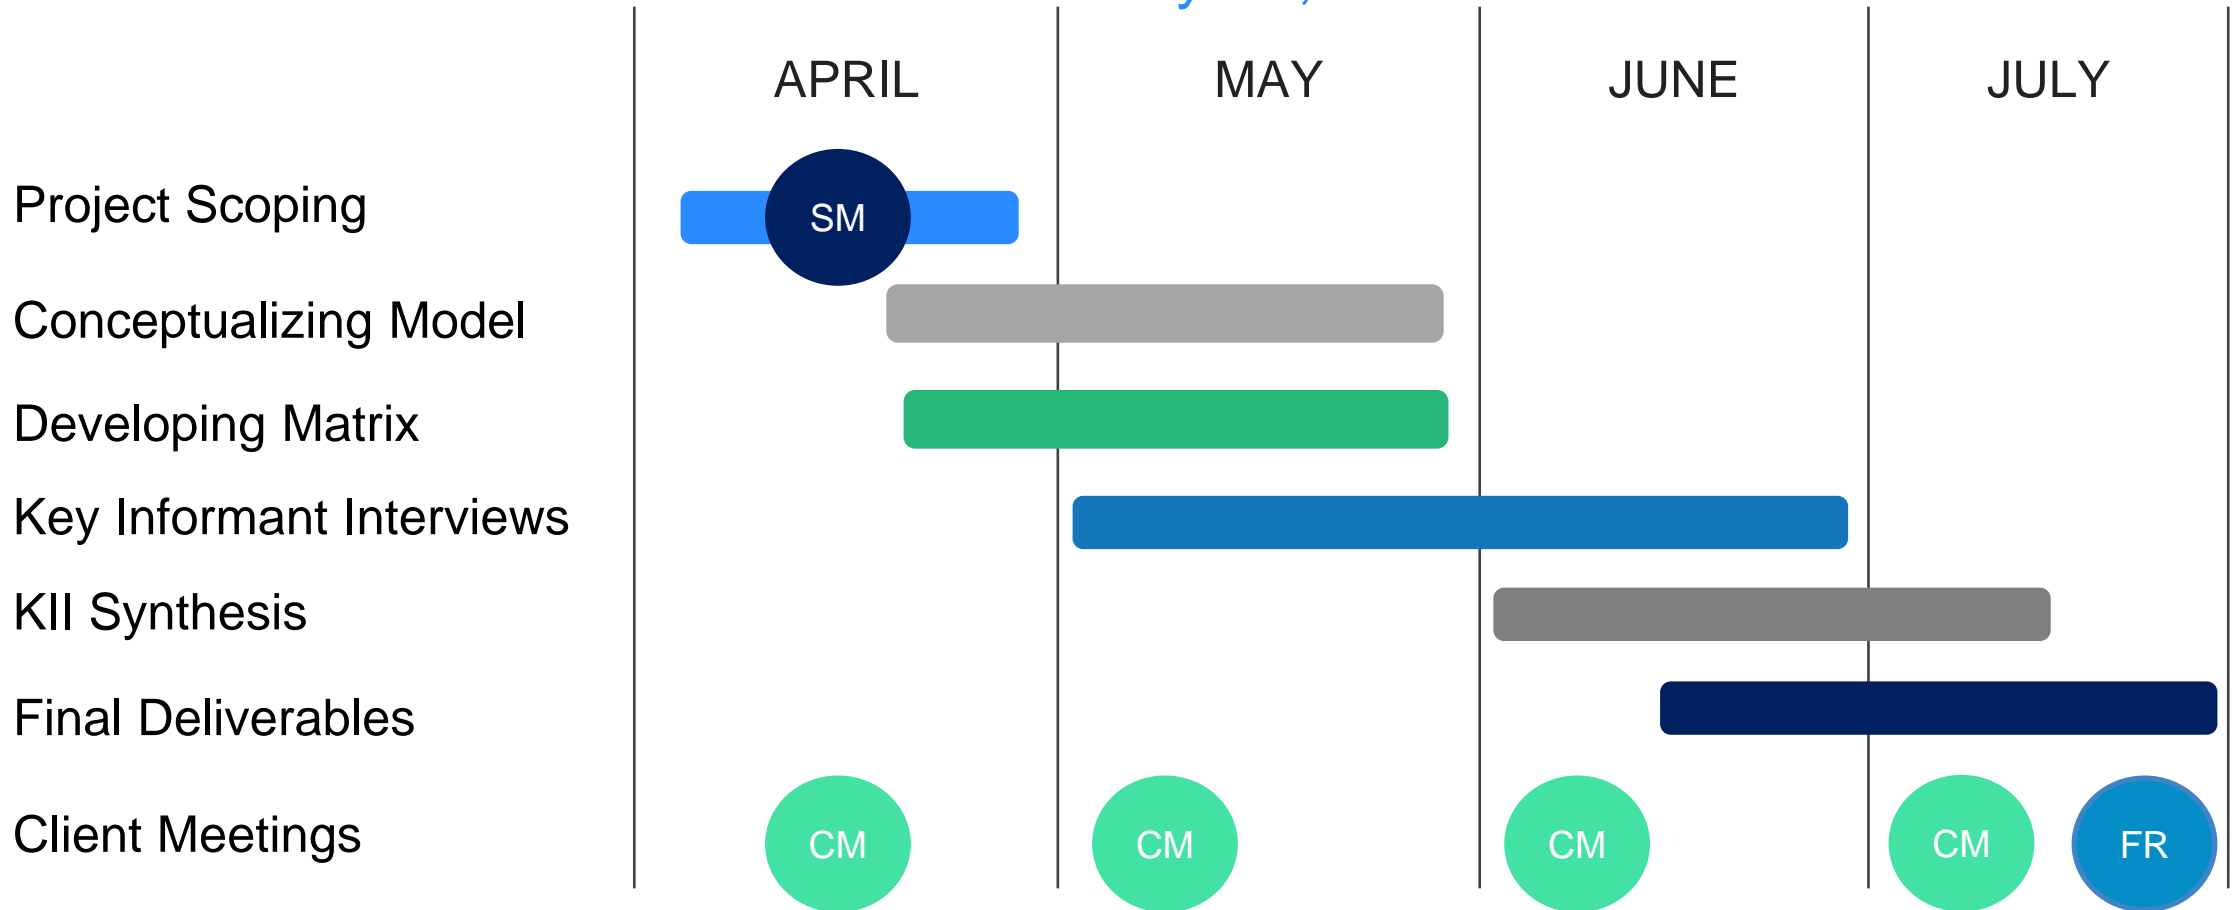 APRIL MAY JUNE JULY
Project Scoping SM
Conceptualizing Model
Developing Matrix
Key Informant Interviews
KII Synthesis
Final Deliverables
Client Meetings CM CM CM CM FR